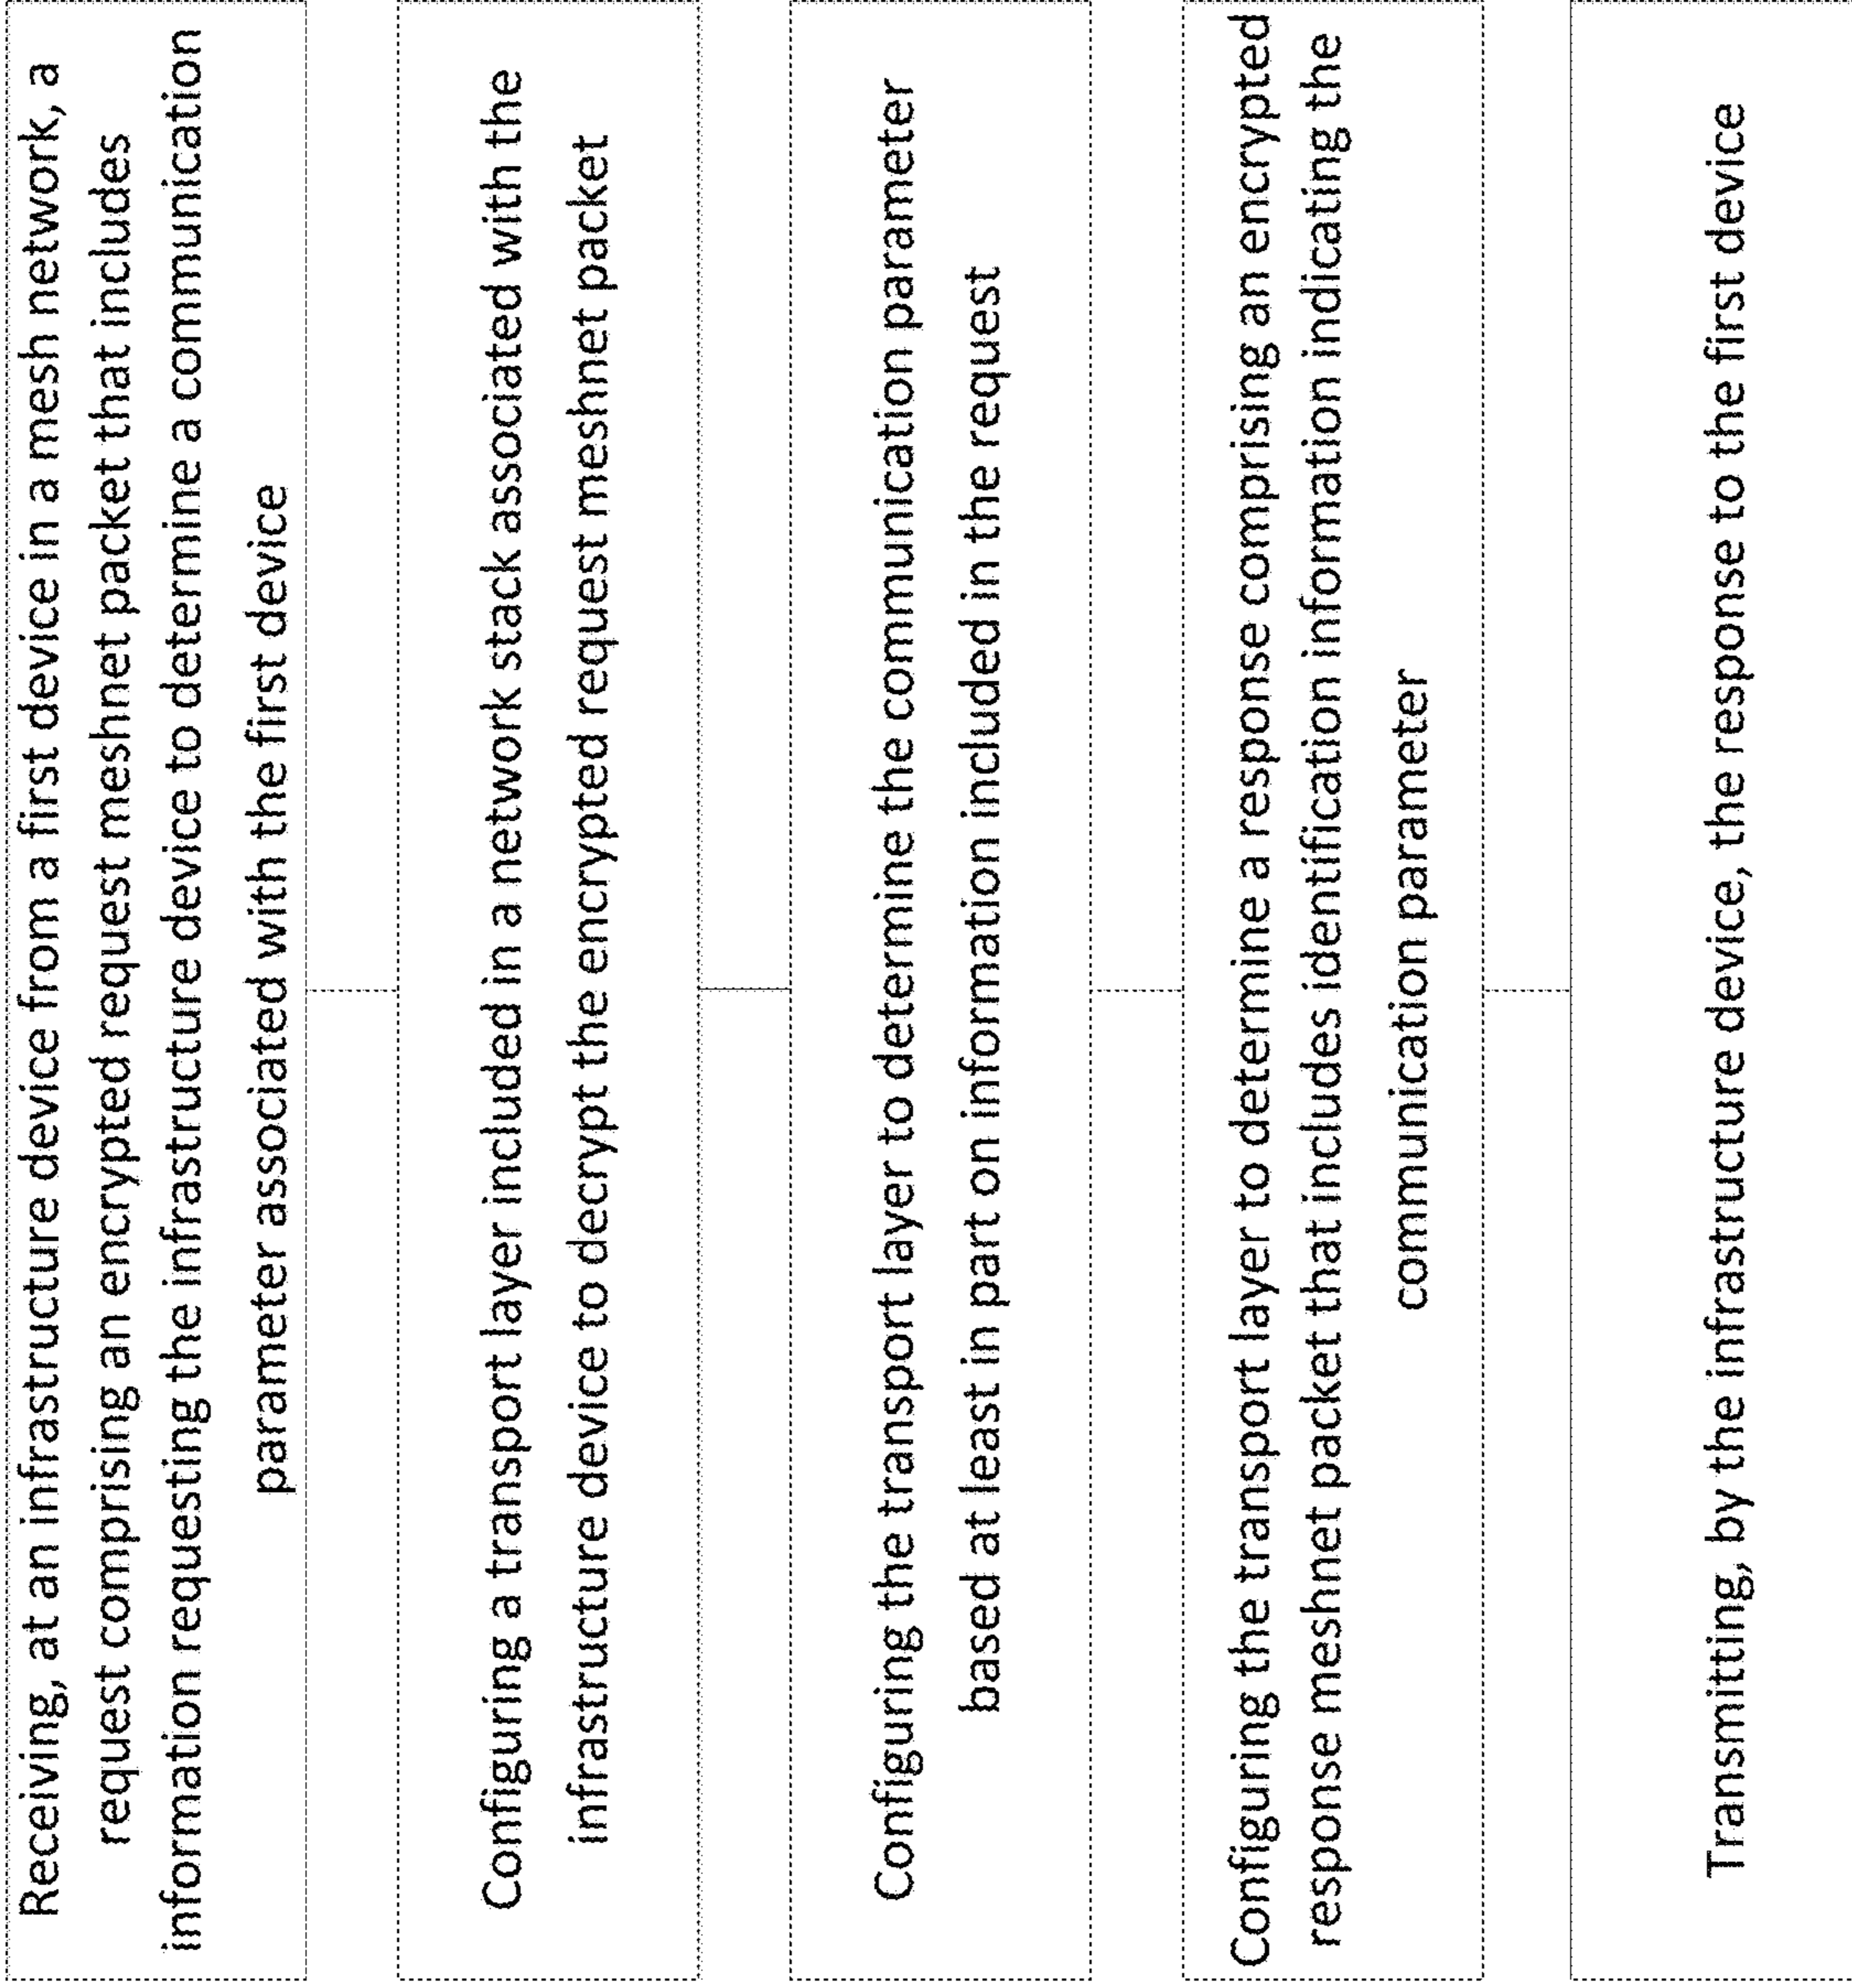 Receiving, at an infrastructure device from a first device in a mesh network, a
request comprising an encrypted request meshnet packet that includes
information requesting the infrastructure device to determine a communication
parameter associated with the first device
Configuring a transport layer included in a network stack associated with the
infrastructure device to decrypt the encrypted request meshnet packet
Configuring the transport layer to determine the communication parameter
based at least in part on information included in the request
Configuring the transport layer to determine a response comprising an encrypted
response meshnet packet that includes identification information indicating the
communication parameter
Transmitting, by the infrastructure device, the response to the first device